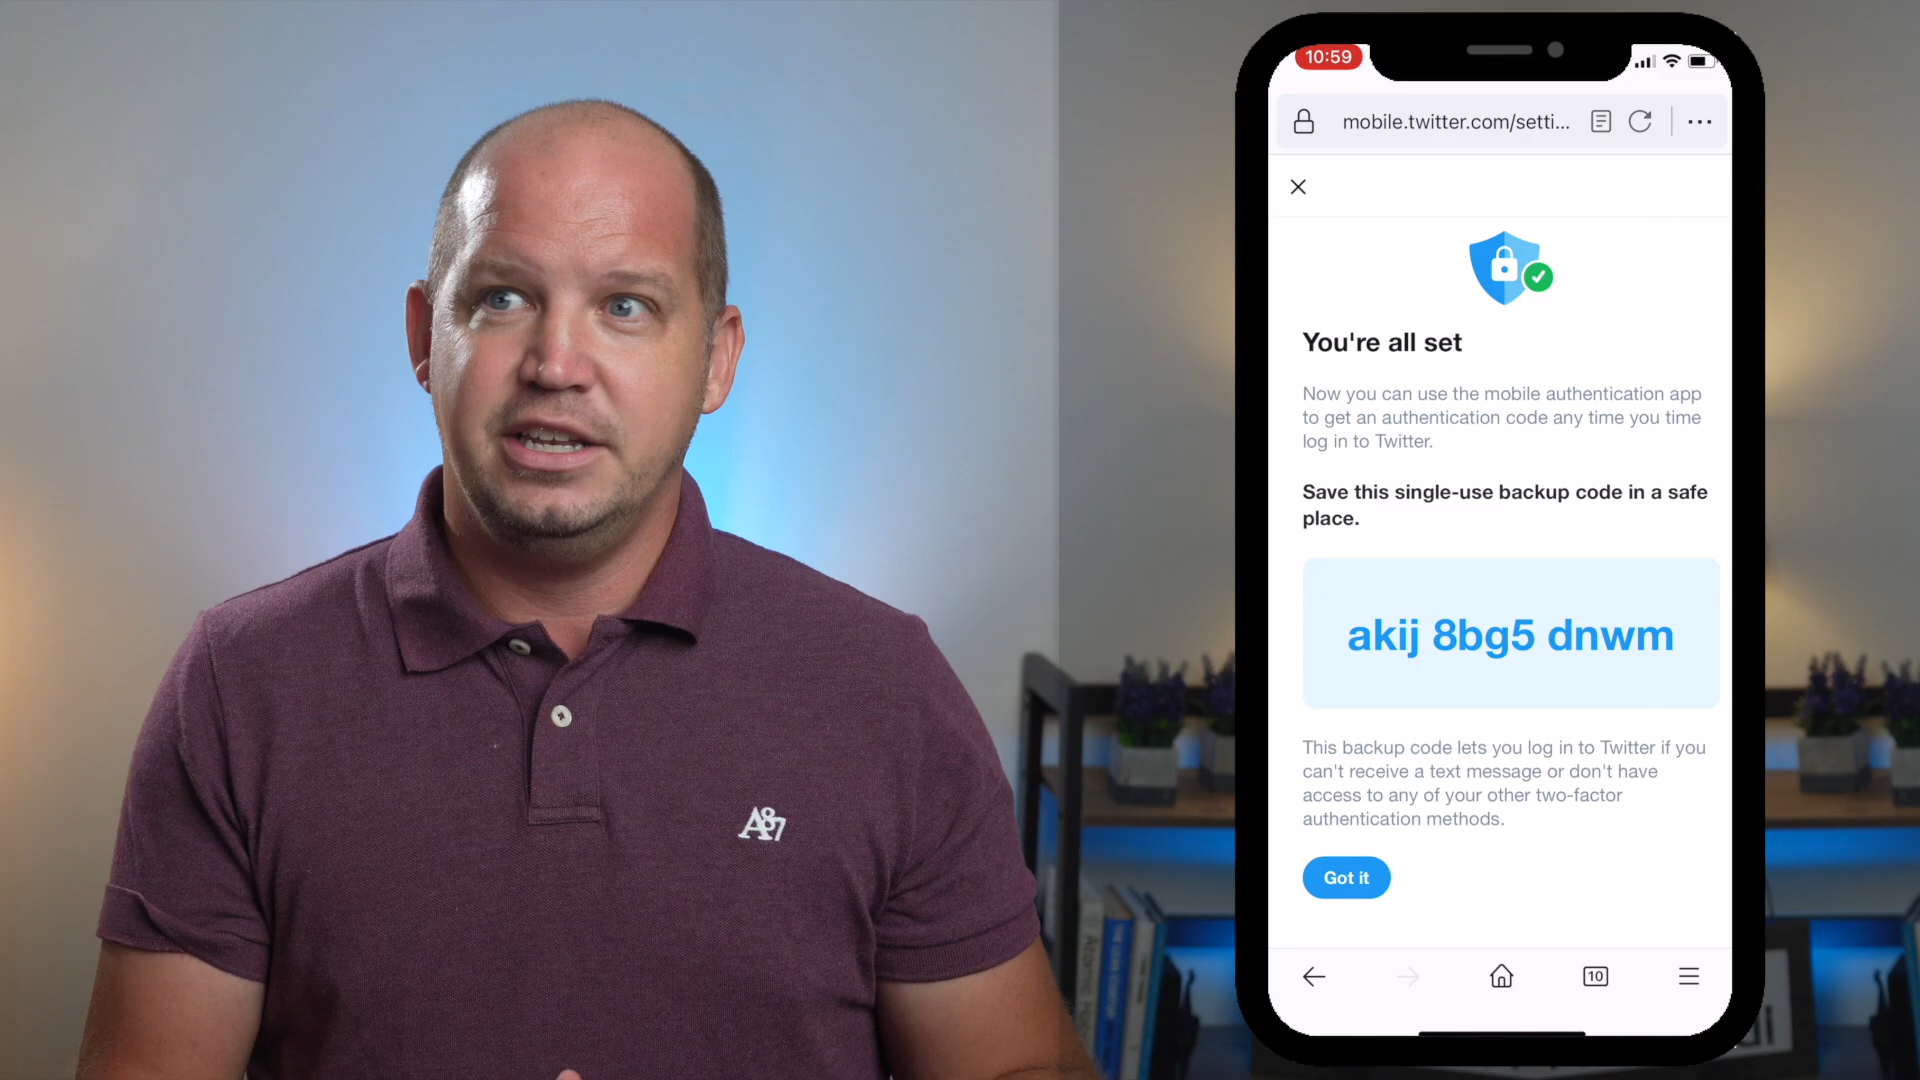 10:59
mobile.twitter.com/setti...
You're all set
Now you can use the mobile authentication app
to get an authentication code any time you time
log in to Twitter.
Save this single-use backup code in a safe
place.
akij 8bg5 dnwm
This backup code lets you log in to Twitter if you
can't receive a text message or don't have
access to any of your other two-factor
authentication methods.
Got it
10
A87
Atomic